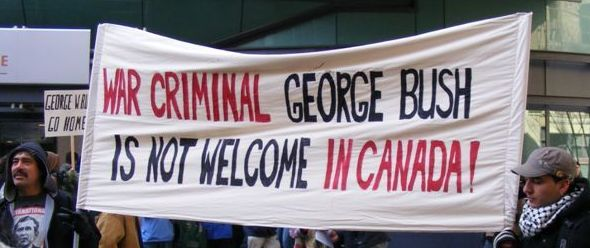 WAR CRIMINAL GEORGE BUSH
IS NOT WELCOME IN CANADA!
GEORGE W
GO HOME